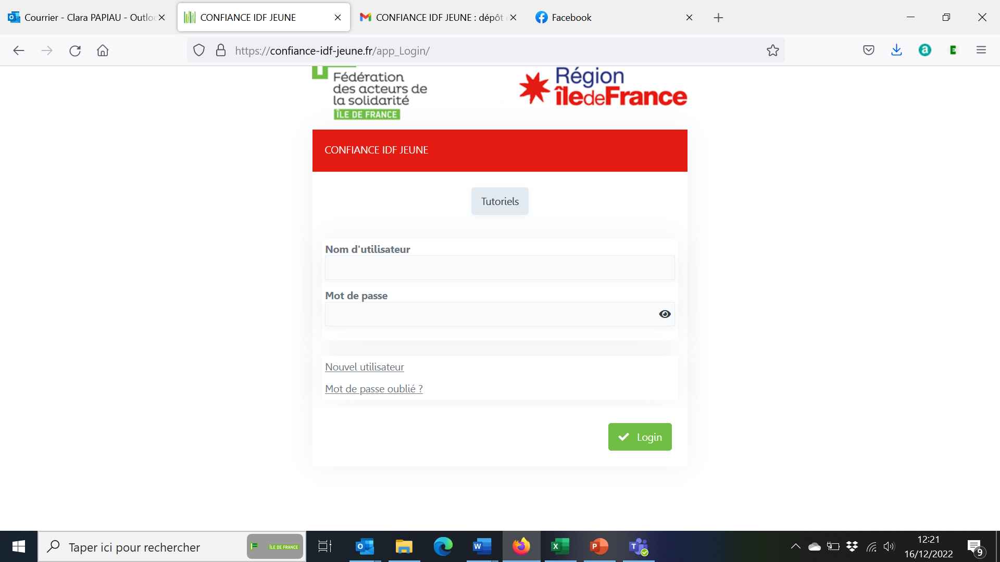 Courrier - Clara PAPIAU - Outlo
CONFIANCE IDF JEUNE
CONFIANCE IDF JEUNE : dépôt
Facebook
https://confiance-idf-jeune.fr/app_Login/
Fédération
des acteurs de
la solidarité
ÎLE DE FRANCE
Région
îledeFrance
CONFIANCE IDF JEUNE
Tutoriels
Nom d'utilisateur
Mot de passe
Nouvel utilisateur
Mot de passe oublié ?
Login
Taper ici pour rechercher
ÎLE DE FRANCE
12:21
16/12/2022
9